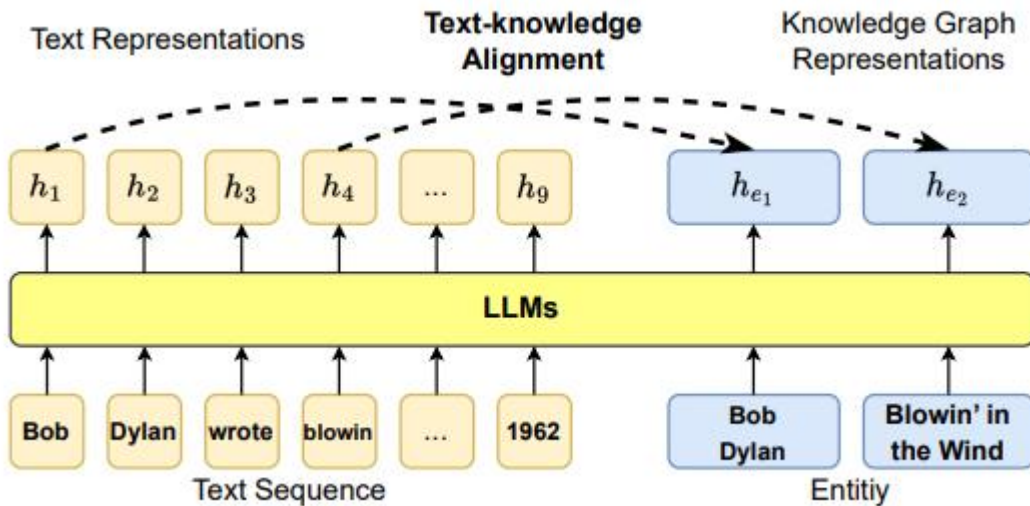 Text Representations
Text-knowledge
Alignment
Knowledge Graph
Representations
h₁ h₂ h₃ h₄ ... h₉ hₑ₁ hₑ₂
LLMs
Bob Dylan wrote blowin ... 1962
Bob
Dylan
Blowin' in
the Wind
Text Sequence
Entitiy